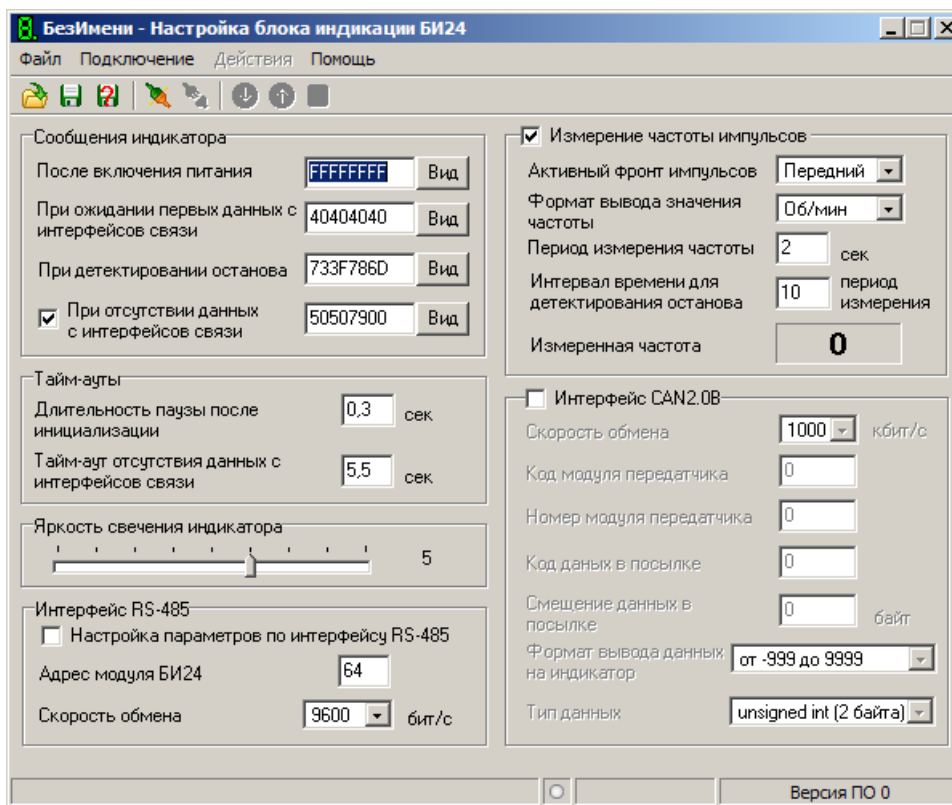 БезИмени - Настройка блока индикации БИ24
Файл Подключение Действия Помощь
Сообщения индикатора
После включения питания FFFFFFFF Вид
При ожидании первых данных с
интерфейсов связи 40404040 Вид
При детектировании останова 733F786D Вид
При отсутствии данных
с интерфейсов связи 50507900 Вид
Тайм-ауты
Длительность паузы после
инициализации 0,3 сек
Тайм-аут отсутствия данных с
интерфейсов связи 5,5 сек
Яркость свечения индикатора
5
Интерфейс RS-485
Настройка параметров по интерфейсу RS-485
Адрес модуля БИ24 64
Скорость обмена 9600 бит/с
Измерение частоты импульсов
Активный фронт импульсов Передний
Формат вывода значения
частоты Об/мин
Период измерения частоты 2 сек
Интервал времени для
детектирования останова 10 период
измерения
Измеренная частота 0
Интерфейс CAN2.0B
Скорость обмена 1000 кбит/с
Код модуля передатчика 0
Номер модуля передатчика 0
Код даных в посылке 0
Смещение данных в
посылке 0 байт
Формат вывода данных
на индикатор от -999 до 9999
Тип данных unsigned int (2 байта)
Версия ПО 0